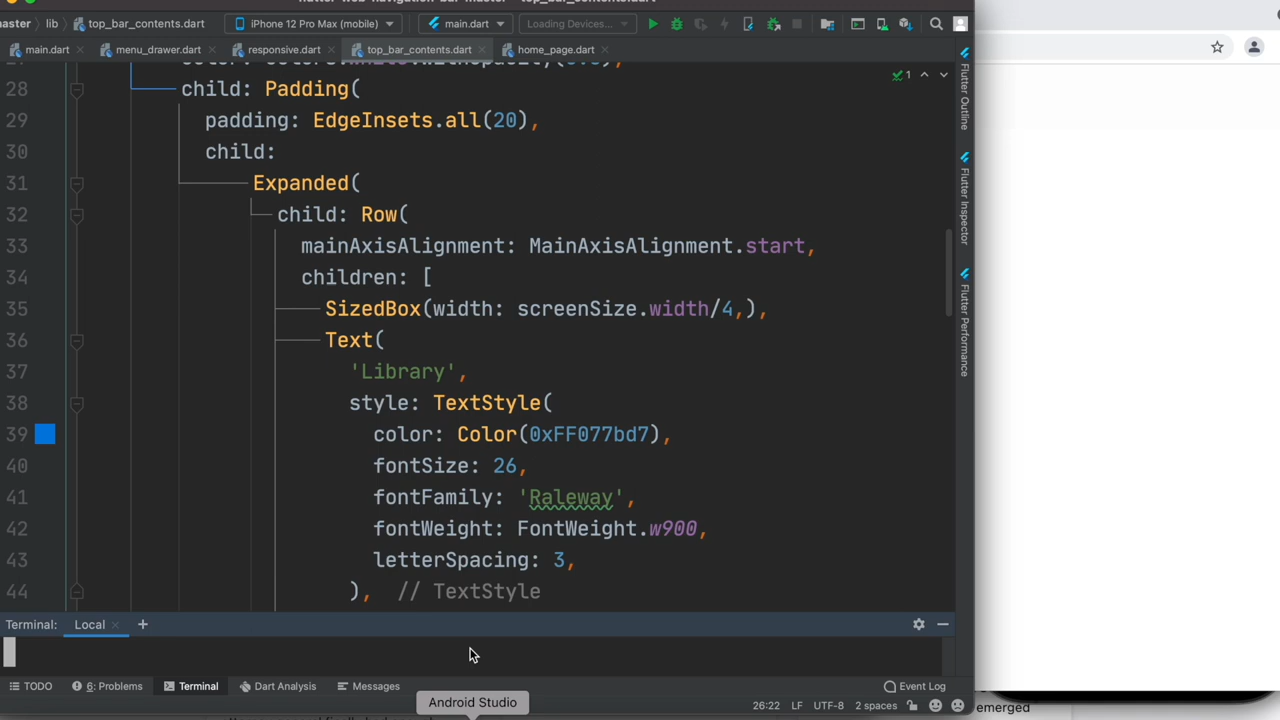 master
lib
top_bar_contents.dart
iPhone 12 Pro Max (mobile)
main.dart
Loading Devices...
main.dart
menu_drawer.dart
responsive.dart
top_bar_contents.dart
home_page.dart
28 child: Padding(
29 padding: EdgeInsets.all(20),
30 child:
31 Expanded(
32 child: Row(
33 mainAxisAlignment: MainAxisAlignment.start,
34 children: [
35 SizedBox(width: screenSize.width/4,),
36 Text(
37 'Library',
38 style: TextStyle(
39 color: Color(0xFF077bd7),
40 fontSize: 26,
41 fontFamily: 'Raleway',
42 fontWeight: FontWeight.w900,
43 letterSpacing: 3,
44 ), // TextStyle
1
Flutter Outline
Flutter Inspector
Flutter Performance
Terminal: Local +
TODO
6: Problems
Terminal
Dart Analysis
Messages
Event Log
Android Studio
26:22 LF UTF-8 2 spaces
emerged